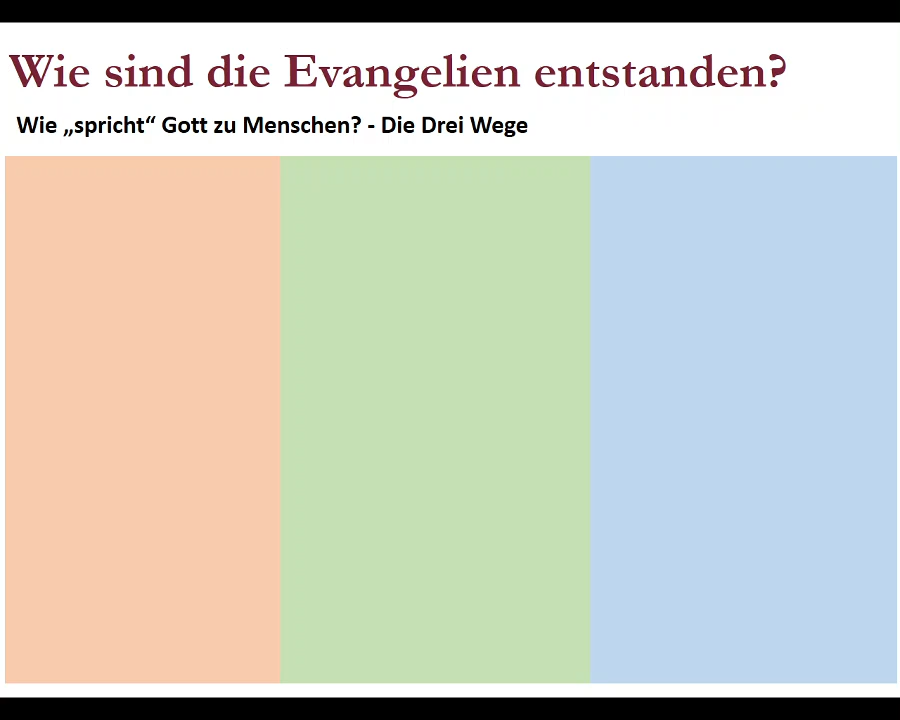 Wie sind die Evangelien entstanden?
Wie „spricht“ Gott zu Menschen? - Die Drei Wege